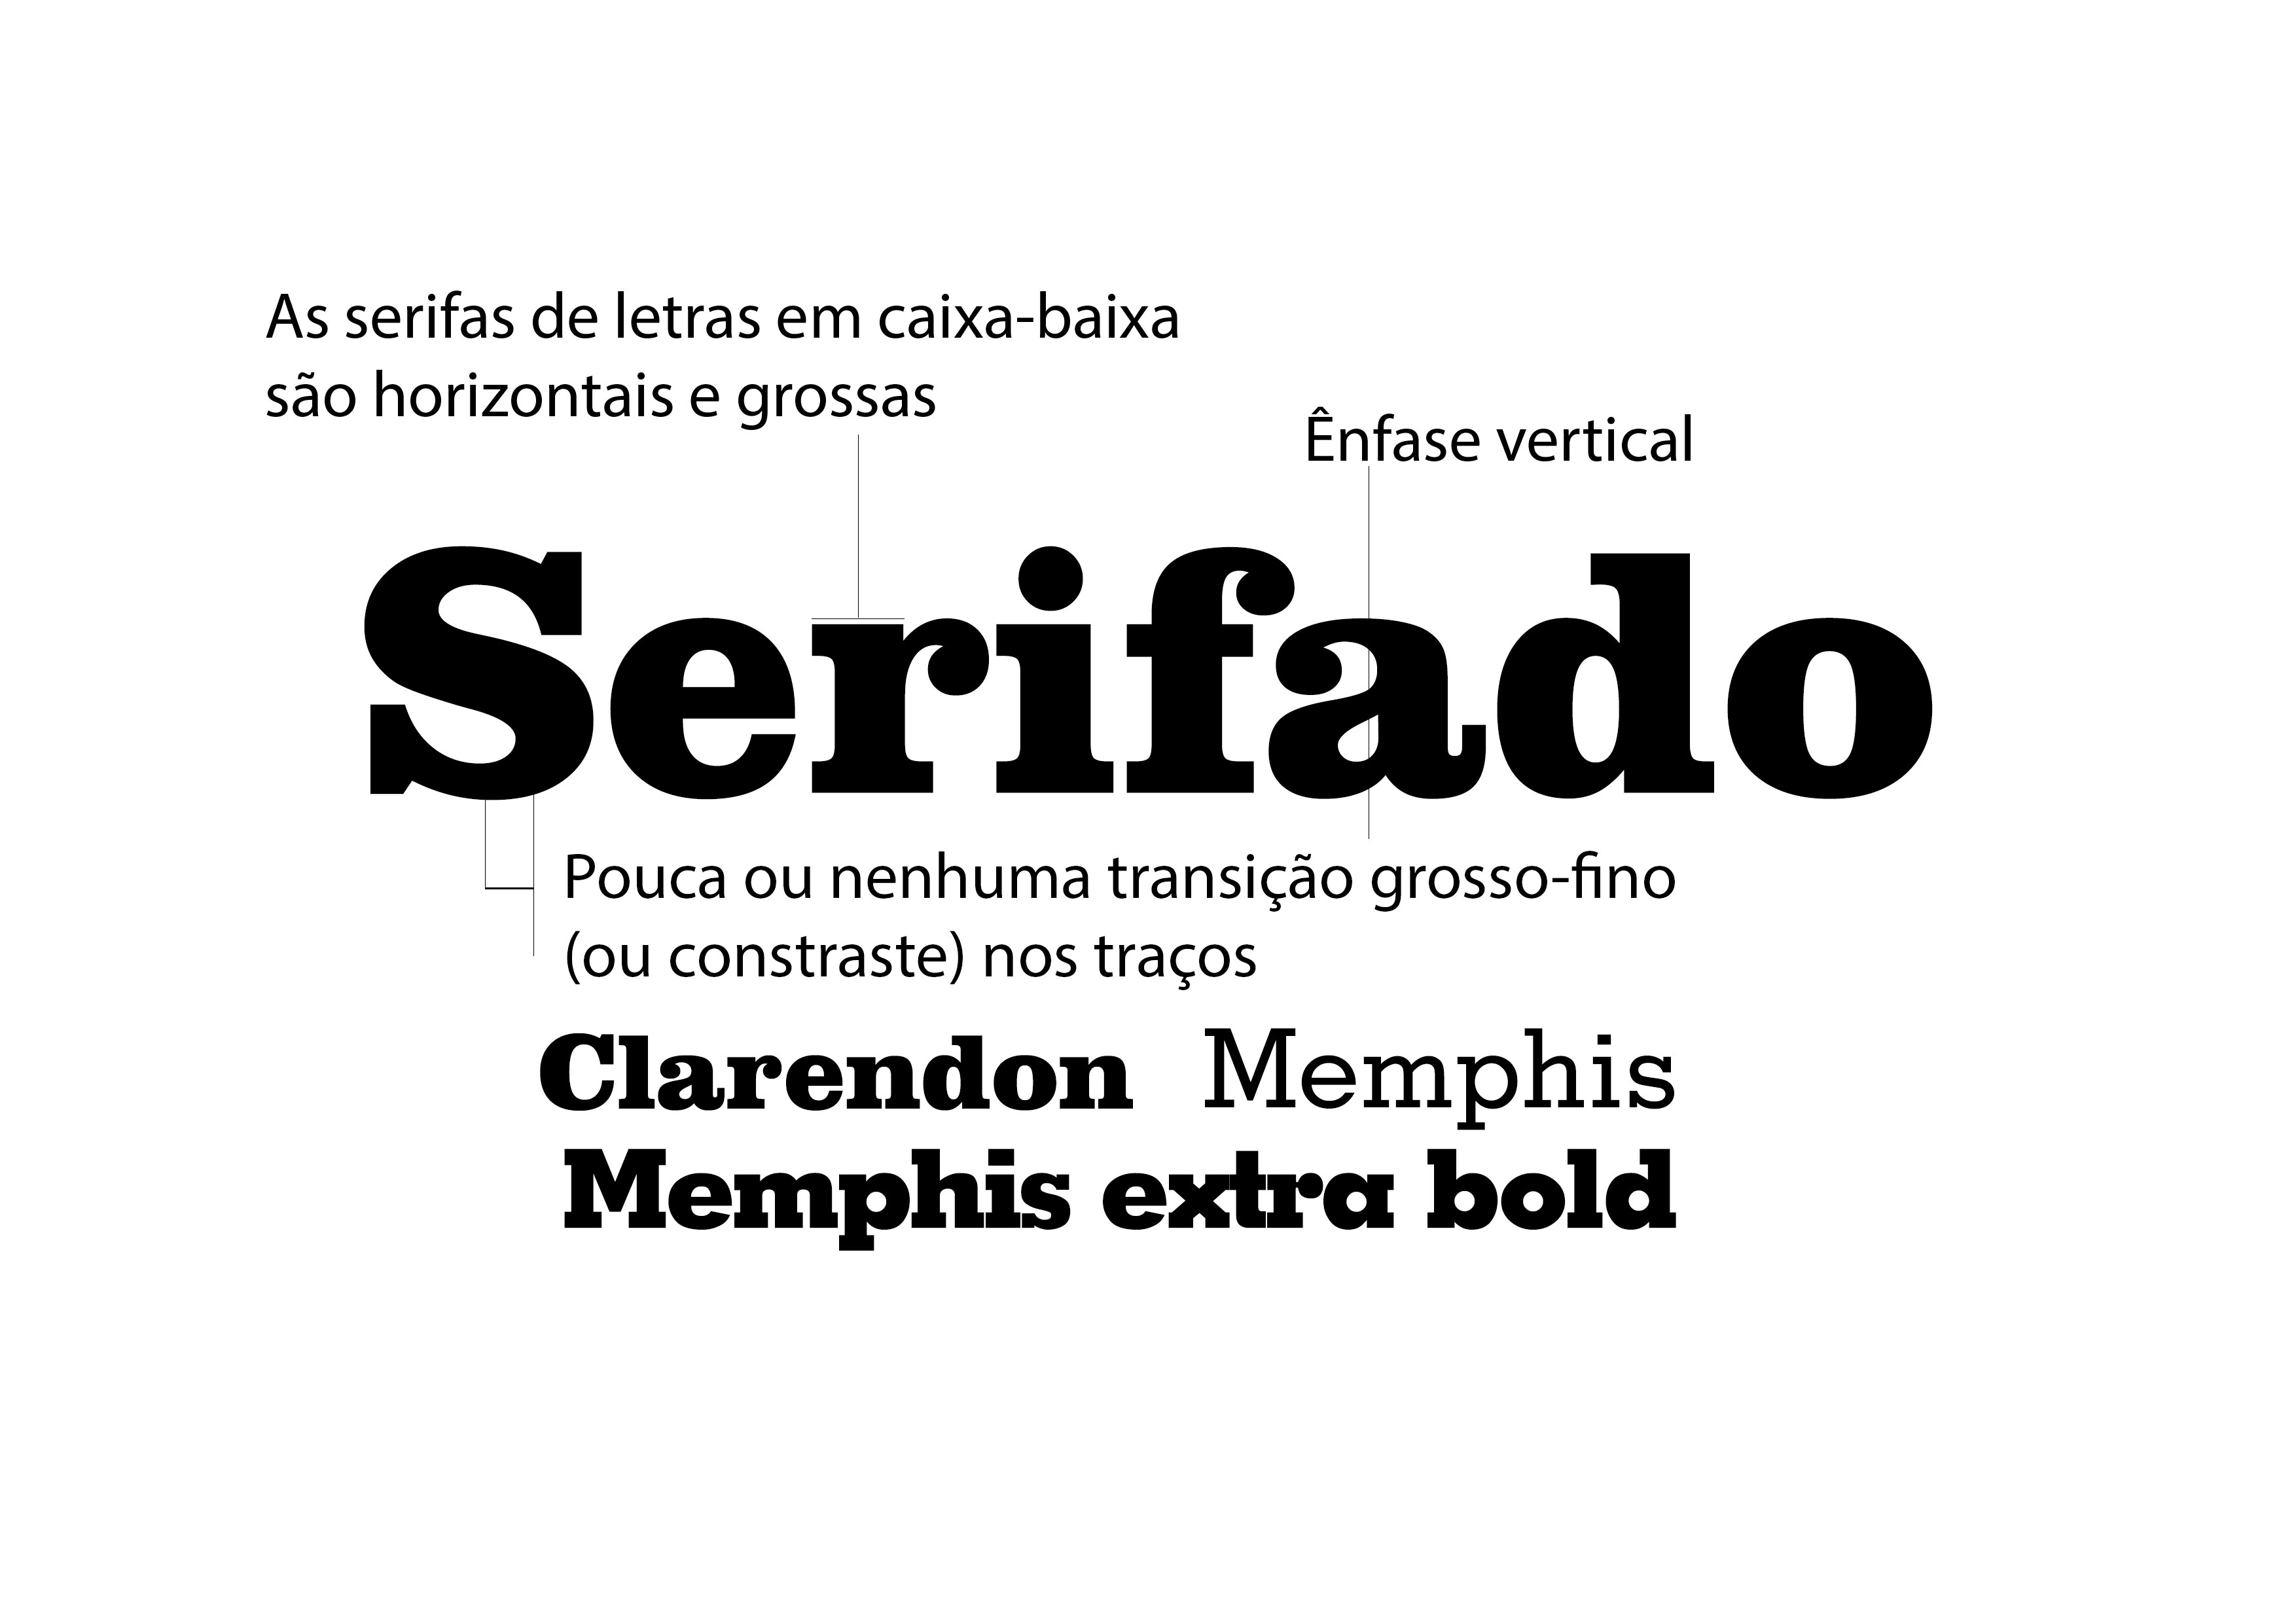 As serifas de letras em caixa-baixa
são horizontais e grossas
Ênfase vertical
Serifado
Pouca ou nenhuma transição grosso-fino
(ou constraste) nos traços
Clarendon Memphis
Memphis extra bold